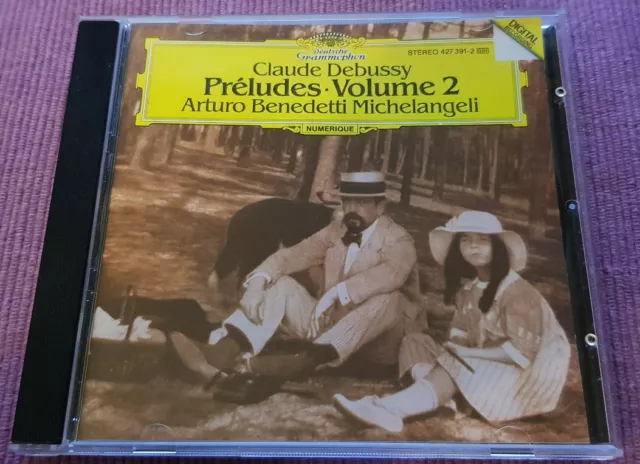 Deutsche
Grammophon
STEREO 427 391-2
DIGITAL
Claude Debussy
Préludes · Volume 2
Arturo Benedetti Michelangeli
NUMERIQUE